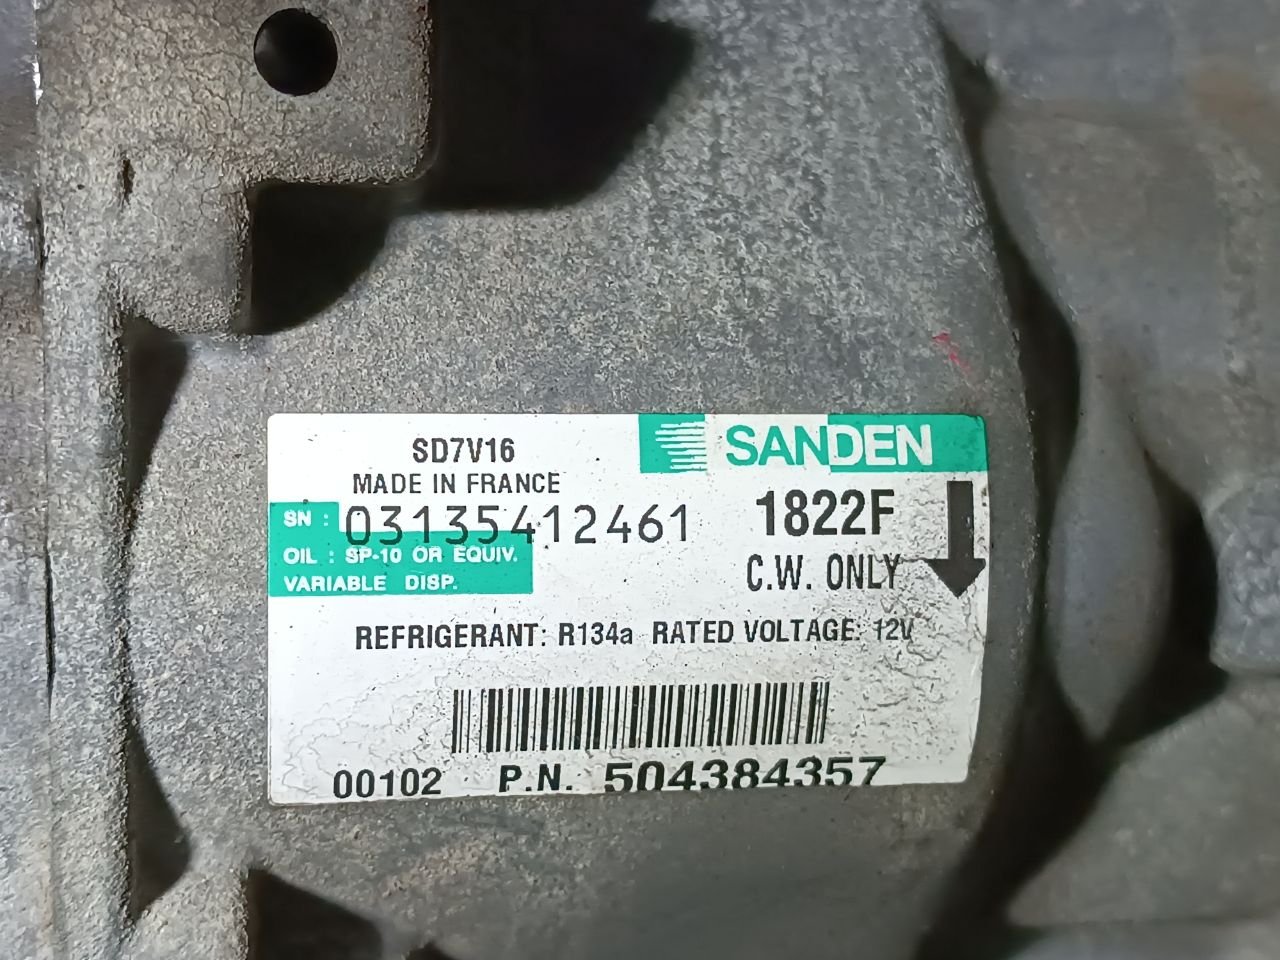 SD7V16
SANDEN
MADE IN FRANCE
SN : 03135412461
1822F
OIL : SP-10 OR EQUIV.
C.W. ONLY
VARIABLE DISP.
REFRIGERANT: R134a RATED VOLTAGE: 12V
00102 P.N. 504384357